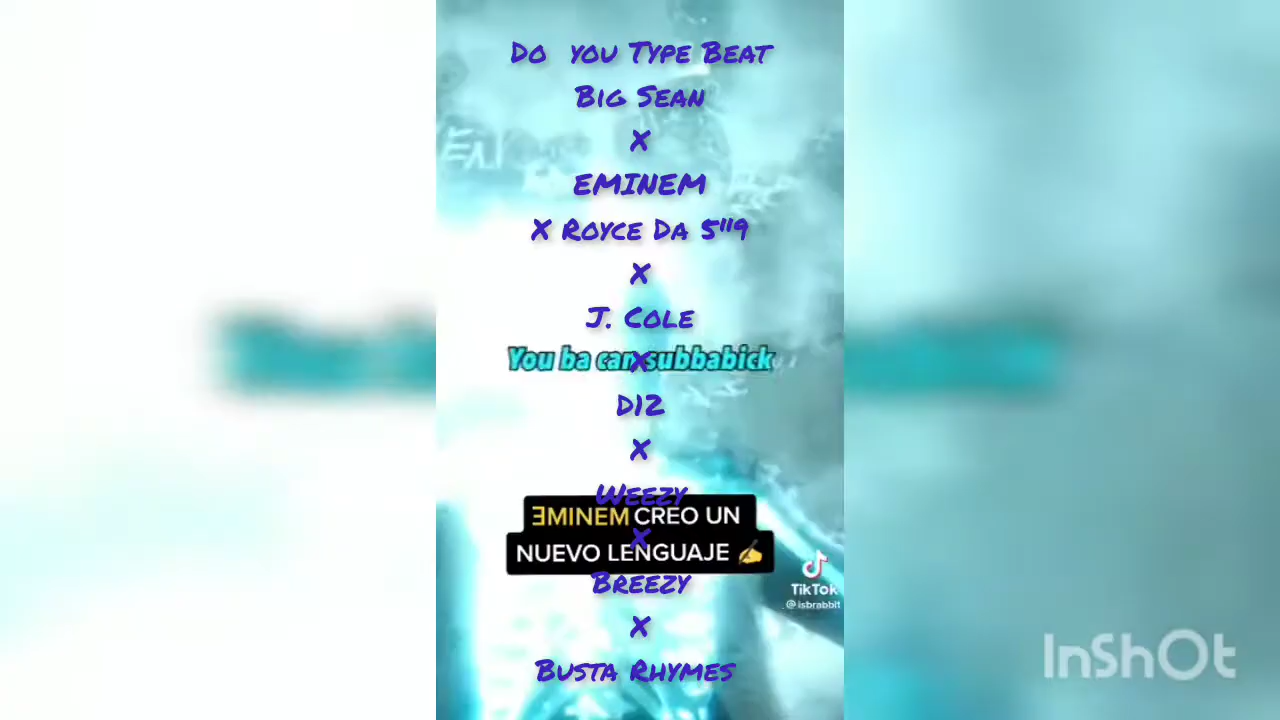 Do you Type Beat
Big Sean
X
EMINEM
X Royce Da 5"9
X
J. Cole
X
You ba can subbabick
D12
X
Weezy
ƎMINEM CREO UN
X
NUEVO LENGUAJE ✍
Breezy
TikTok
@isbrabbit
X
InShOt
Busta Rhymes